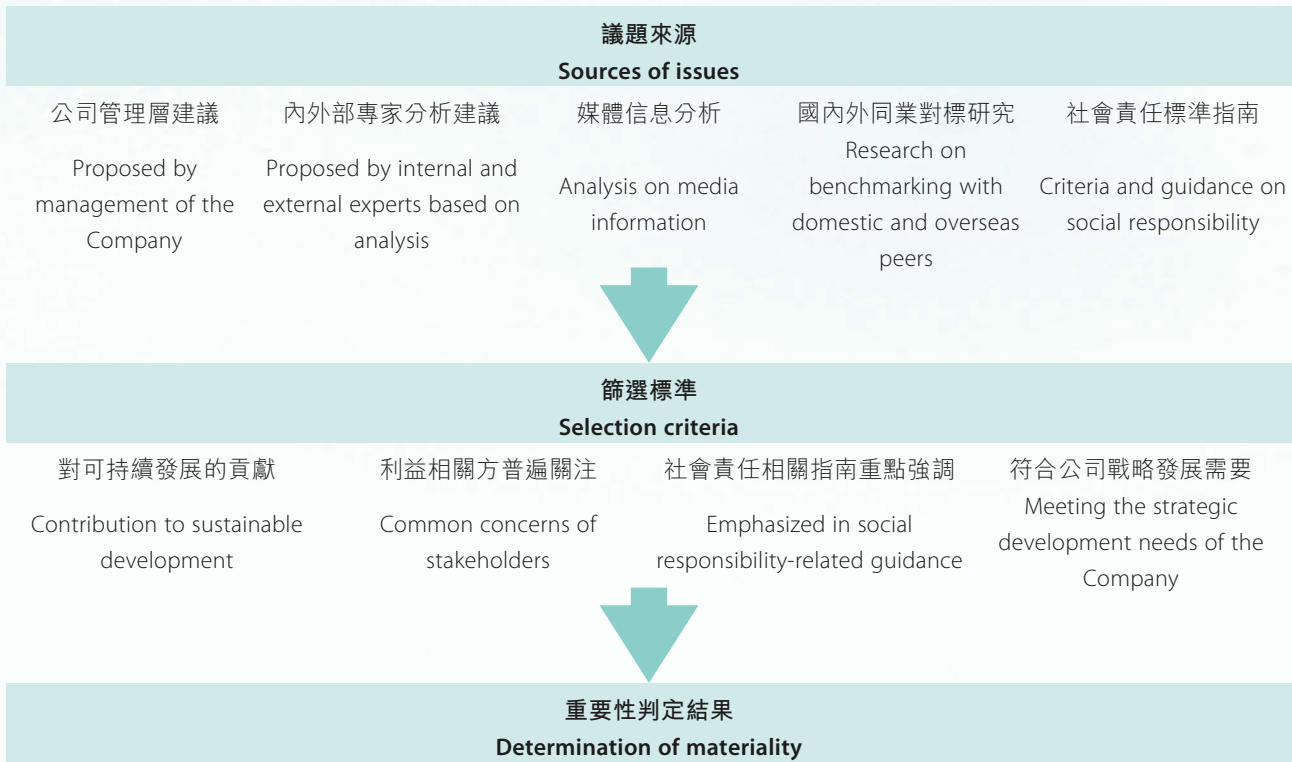 議題來源
Sources of issues
公司管理層建議
Proposed by
management of the
Company
內外部專家分析建議
Proposed by internal and
external experts based on
analysis
媒體信息分析
Analysis on media
information
國內外同業對標研究
Research on
benchmarking with
domestic and overseas
peers
社會責任標準指南
Criteria and guidance on
social responsibility
篩選標準
Selection criteria
對可持續發展的貢獻
Contribution to sustainable
development
利益相關方普遍關注
Common concerns of
stakeholders
社會責任相關指南重點強調
Emphasized in social
responsibility-related guidance
符合公司戰略發展需要
Meeting the strategic
development needs of the
Company
重要性判定結果
Determination of materiality